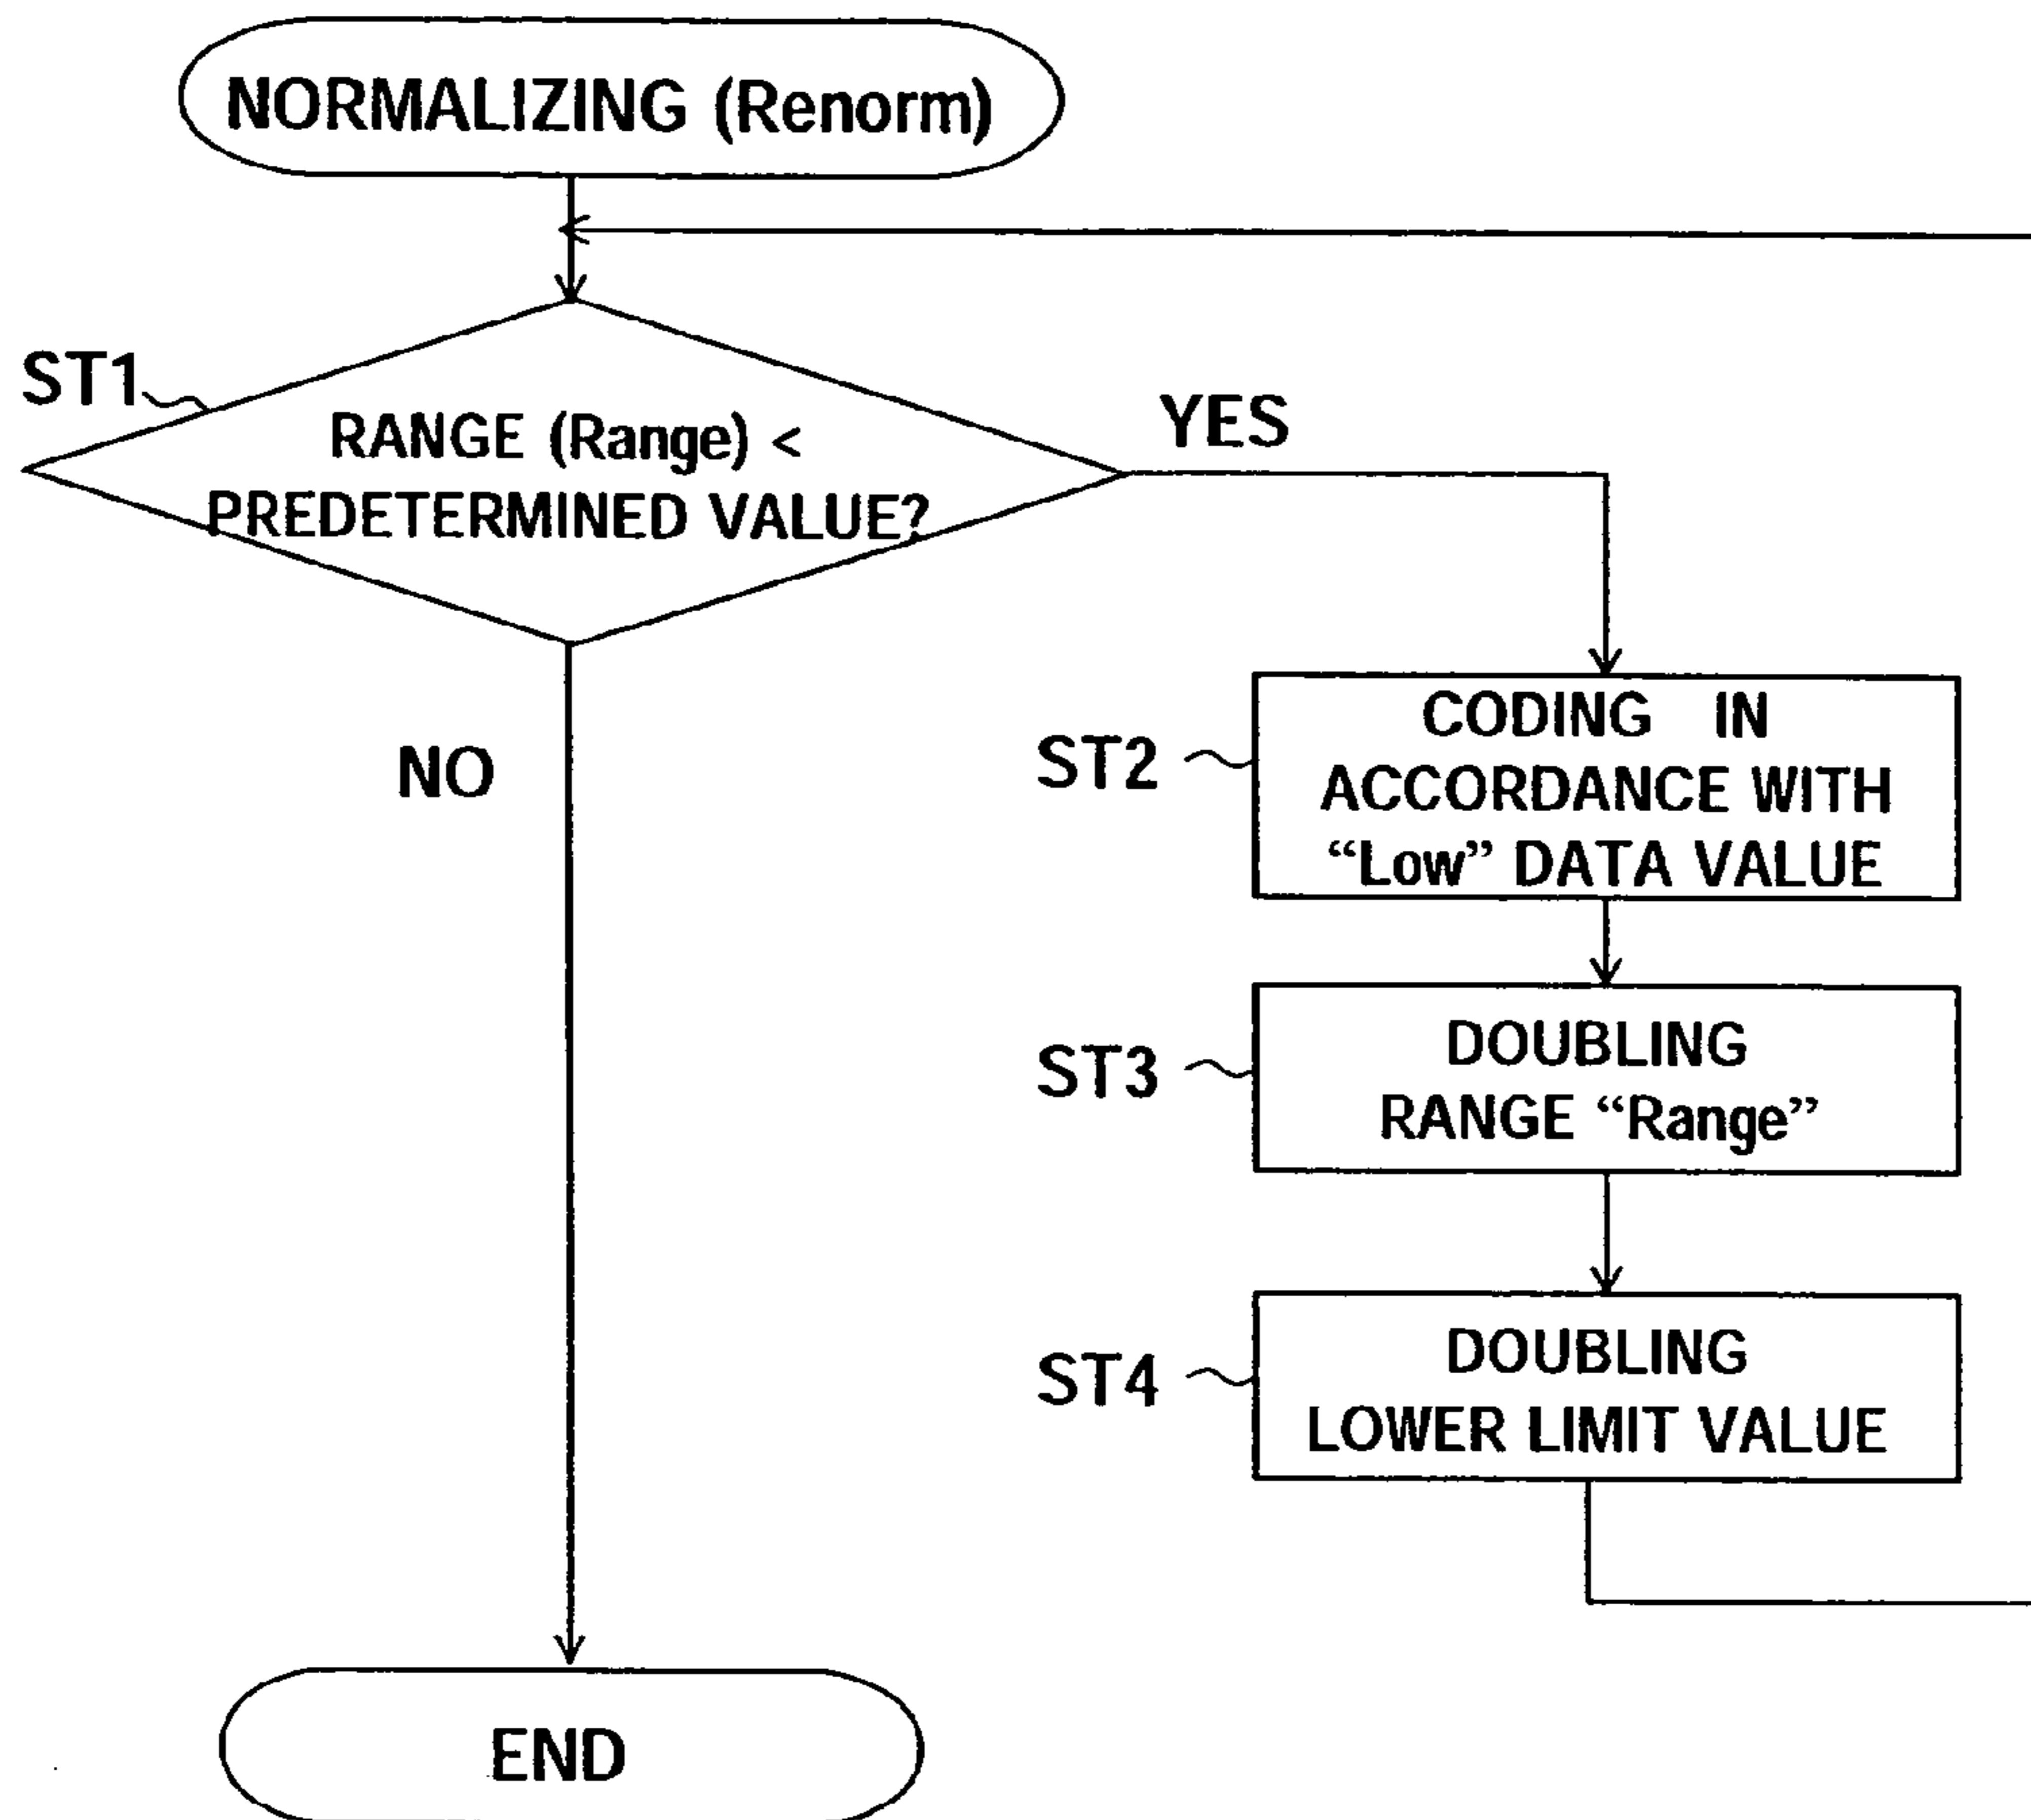 NORMALIZING (Renorm)
ST1
RANGE (Range) <
PREDETERMINED VALUE?
YES
NO
ST2
CODING IN
ACCORDANCE WITH
“Low” DATA VALUE
ST3
DOUBLING
RANGE “Range”
ST4
DOUBLING
LOWER LIMIT VALUE
END